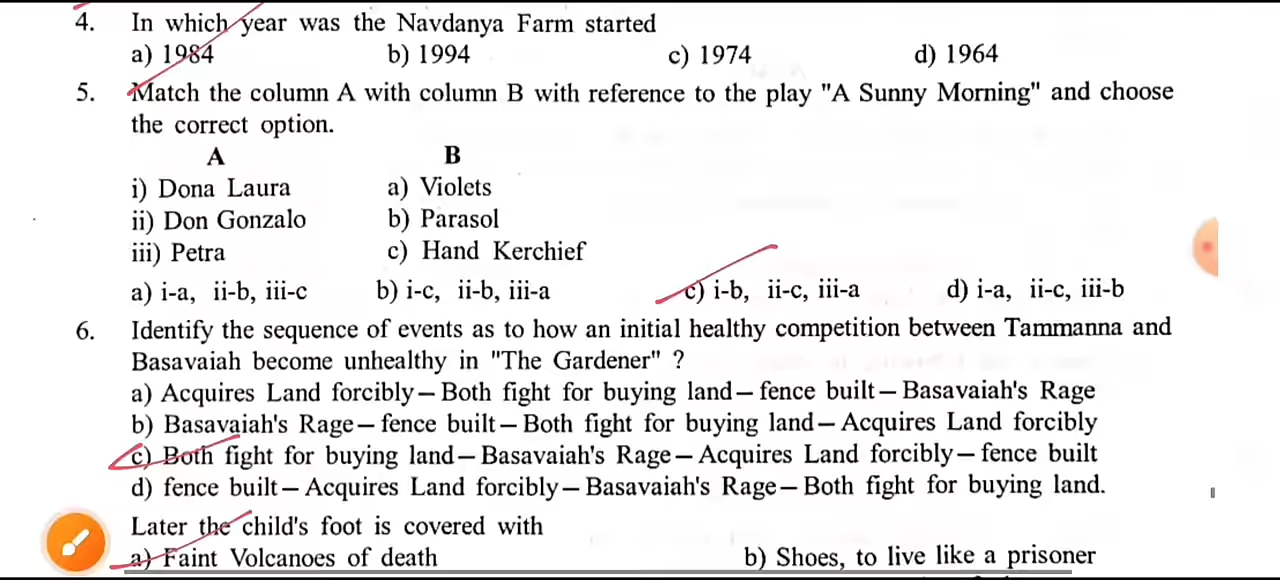 4. In which year was the Navdanya Farm started
a) 1984 b) 1994 c) 1974 d) 1964
5. Match the column A with column B with reference to the play "A Sunny Morning" and choose
the correct option.
A B
i) Dona Laura a) Violets
ii) Don Gonzalo b) Parasol
iii) Petra c) Hand Kerchief
a) i-a, ii-b, iii-c b) i-c, ii-b, iii-a c) i-b, ii-c, iii-a d) i-a, ii-c, iii-b
6. Identify the sequence of events as to how an initial healthy competition between Tammanna and
Basavaiah become unhealthy in "The Gardener" ?
a) Acquires Land forcibly – Both fight for buying land – fence built – Basavaiah's Rage
b) Basavaiah's Rage – fence built – Both fight for buying land – Acquires Land forcibly
c) Both fight for buying land – Basavaiah's Rage – Acquires Land forcibly – fence built
d) fence built – Acquires Land forcibly – Basavaiah's Rage – Both fight for buying land.
Later the child's foot is covered with
a) Faint Volcanoes of death b) Shoes, to live like a prisoner